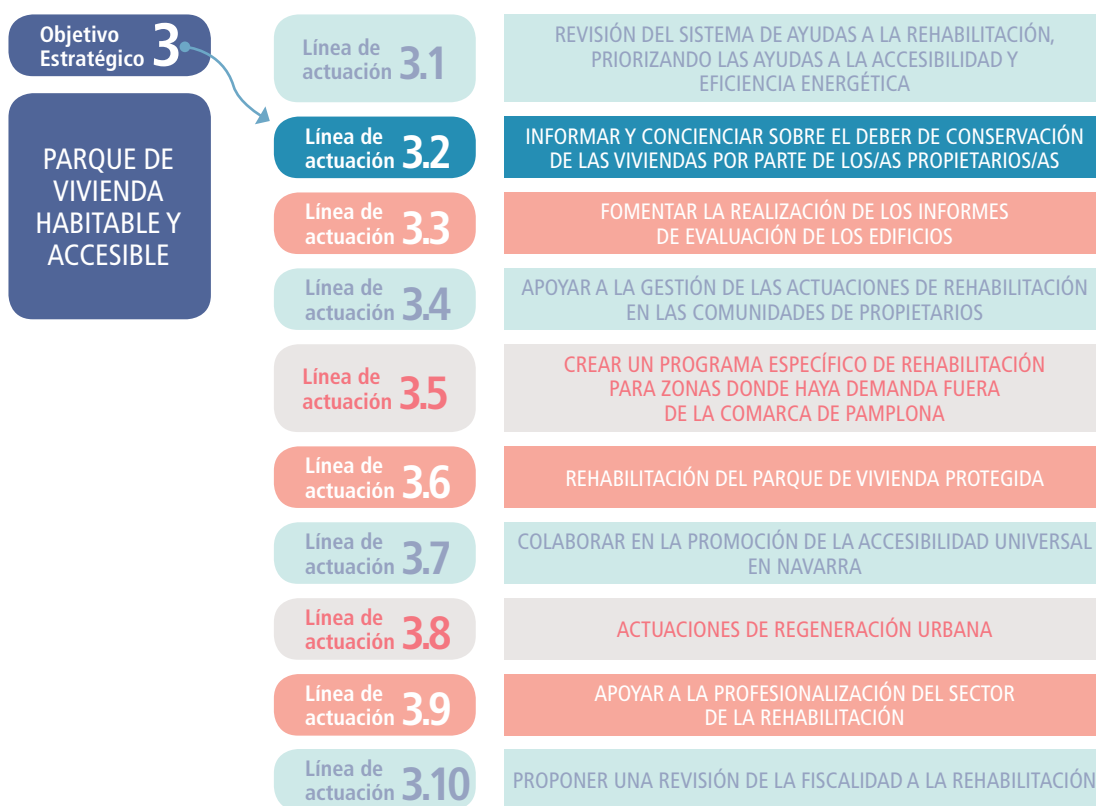 Objetivo
Estratégico 3
PARQUE DE
VIVIENDA
HABITABLE Y
ACCESIBLE
Línea de
actuación 3.1
REVISIÓN DEL SISTEMA DE AYUDAS A LA REHABILITACIÓN,
PRIORIZANDO LAS AYUDAS A LA ACCESIBILIDAD Y
EFICIENCIA ENERGÉTICA
Línea de
actuación 3.2
INFORMAR Y CONCIENCIAR SOBRE EL DEBER DE CONSERVACIÓN
DE LAS VIVIENDAS POR PARTE DE LOS/AS PROPIETARIOS/AS
Línea de
actuación 3.3
FOMENTAR LA REALIZACIÓN DE LOS INFORMES
DE EVALUACIÓN DE LOS EDIFICIOS
Línea de
actuación 3.4
APOYAR A LA GESTIÓN DE LAS ACTUACIONES DE REHABILITACIÓN
EN LAS COMUNIDADES DE PROPIETARIOS
Línea de
actuación 3.5
CREAR UN PROGRAMA ESPECÍFICO DE REHABILITACIÓN
PARA ZONAS DONDE HAYA DEMANDA FUERA
DE LA COMARCA DE PAMPLONA
Línea de
actuación 3.6
REHABILITACIÓN DEL PARQUE DE VIVIENDA PROTEGIDA
Línea de
actuación 3.7
COLABORAR EN LA PROMOCIÓN DE LA ACCESIBILIDAD UNIVERSAL
EN NAVARRA
Línea de
actuación 3.8
ACTUACIONES DE REGENERACIÓN URBANA
Línea de
actuación 3.9
APOYAR A LA PROFESIONALIZACIÓN DEL SECTOR
DE LA REHABILITACIÓN
Línea de
actuación 3.10
PROPONER UNA REVISIÓN DE LA FISCALIDAD A LA REHABILITACIÓN